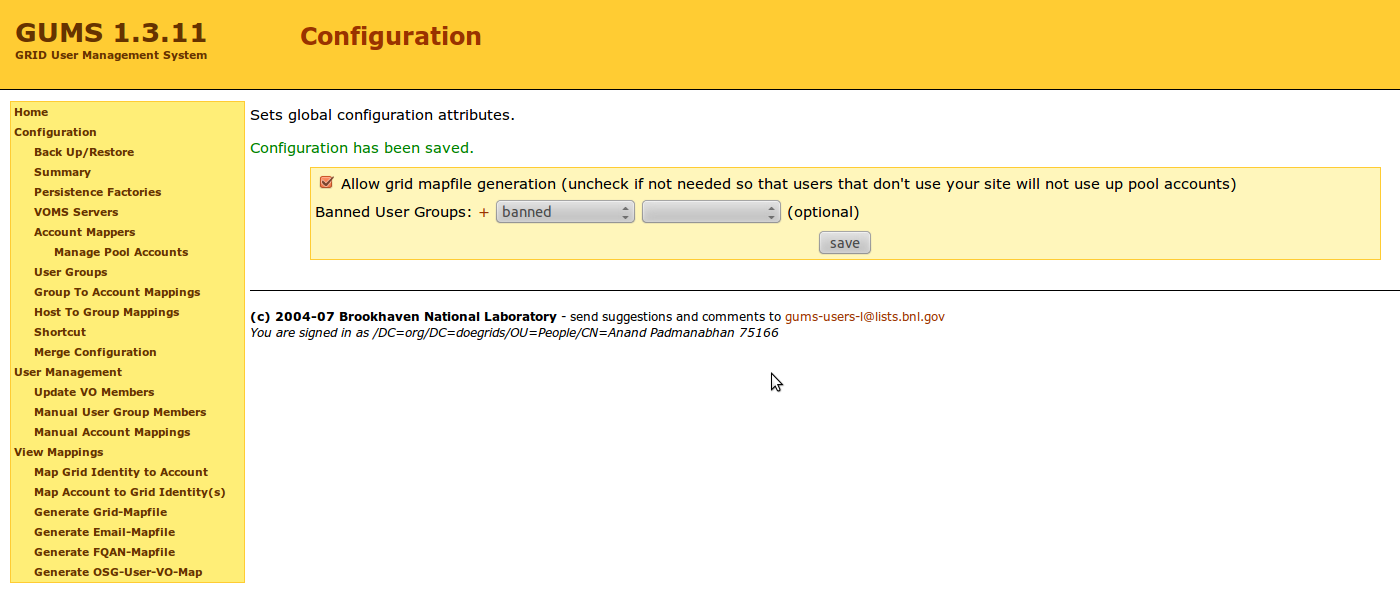 GUMS 1.3.11
GRID User Management System
Configuration
Home
Configuration
Back Up/Restore
Summary
Persistence Factories
VOMS Servers
Account Mappers
Manage Pool Accounts
User Groups
Group To Account Mappings
Host To Group Mappings
Shortcut
Merge Configuration
User Management
Update VO Members
Manual User Group Members
Manual Account Mappings
View Mappings
Map Grid Identity to Account
Map Account to Grid Identity(s)
Generate Grid-Mapfile
Generate Email-Mapfile
Generate FQAN-Mapfile
Generate OSG-User-VO-Map
Sets global configuration attributes.
Configuration has been saved.
Allow grid mapfile generation (uncheck if not needed so that users that don't use your site will not use up pool accounts)
Banned User Groups: + banned (optional)
save
(c) 2004-07 Brookhaven National Laboratory - send suggestions and comments to gums-users-l@lists.bnl.gov
You are signed in as /DC=org/DC=doegrids/OU=People/CN=Anand Padmanabhan 75166